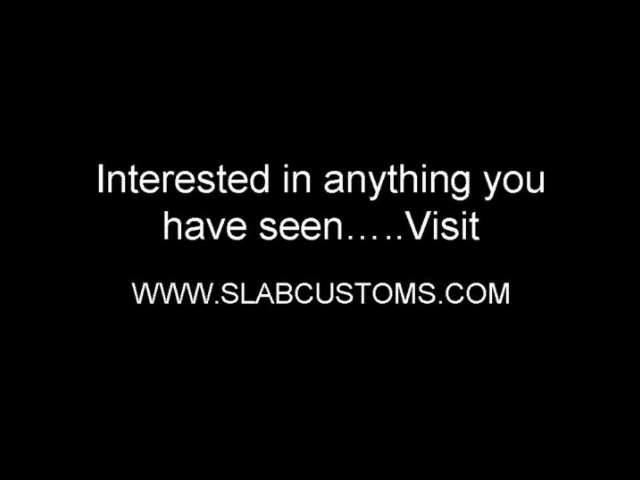 Interested in anything you
have seen.....Visit
WWW.SLABCUSTOMS.COM